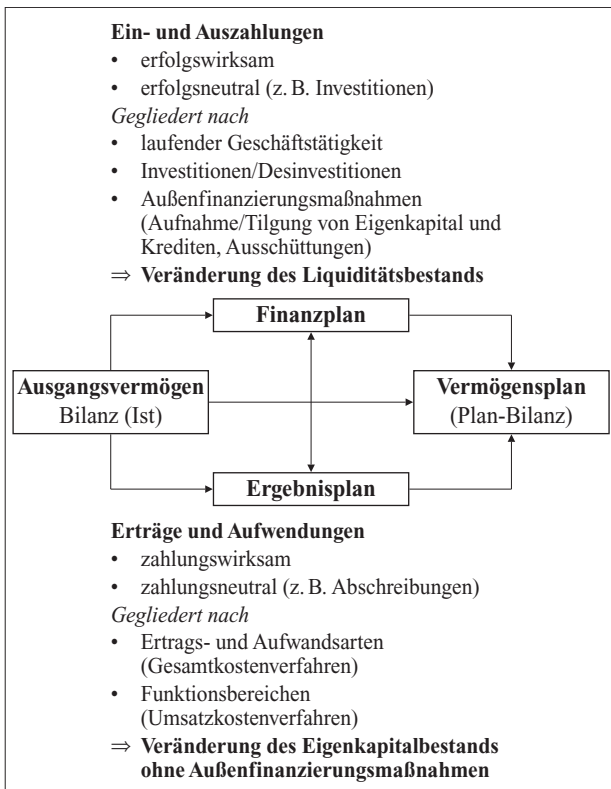 Ein- und Auszahlungen
• erfolgswirksam
• erfolgsneutral (z. B. Investitionen)
Gegliedert nach
• laufender Geschäftstätigkeit
• Investitionen/Desinvestitionen
• Außenfinanzierungsmaßnahmen
(Aufnahme/Tilgung von Eigenkapital und
Krediten, Ausschüttungen)
⇒ Veränderung des Liquiditätsbestands
Finanzplan
Ausgangsvermögen
Bilanz (Ist)
Vermögensplan
(Plan-Bilanz)
Ergebnisplan
Erträge und Aufwendungen
• zahlungswirksam
• zahlungsneutral (z. B. Abschreibungen)
Gegliedert nach
• Ertrags- und Aufwandsarten
(Gesamtkostenverfahren)
• Funktionsbereichen
(Umsatzkostenverfahren)
⇒ Veränderung des Eigenkapitalbestands
ohne Außenfinanzierungsmaßnahmen